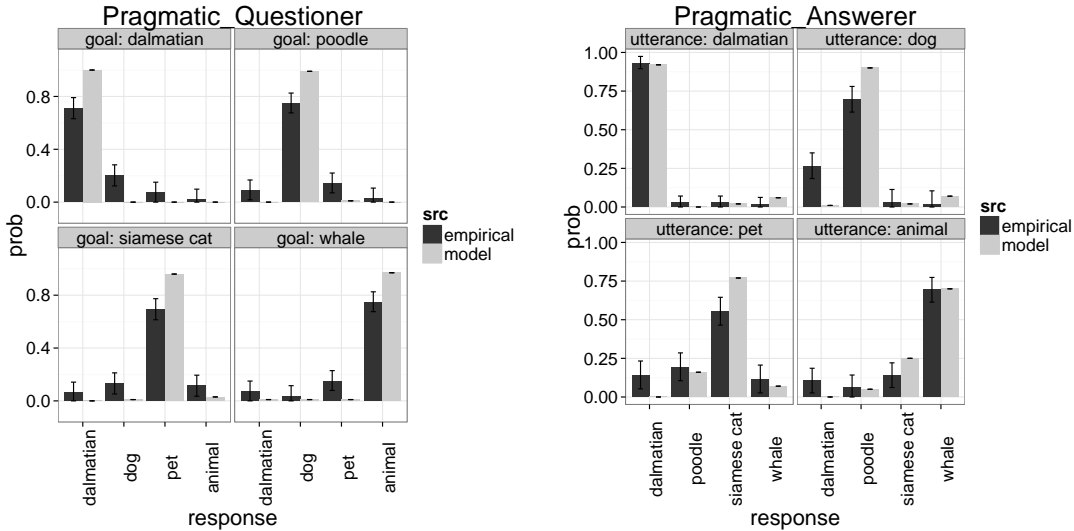 Pragmatic_Questioner
goal: dalmatian
goal: poodle
0.8
0.4
0.0
goal: siamese cat
goal: whale
0.8
0.4
0.0
prob
dalmatian
dog
pet
animal
dalmatian
dog
pet
animal
response
src
empirical
model
Pragmatic_Answerer
utterance: dalmatian
utterance: dog
1.00
0.75
0.50
0.25
0.00
utterance: pet
utterance: animal
1.00
0.75
0.50
0.25
0.00
prob
dalmatian
poodle
siamese cat
whale
dalmatian
poodle
siamese cat
whale
response
src
empirical
model